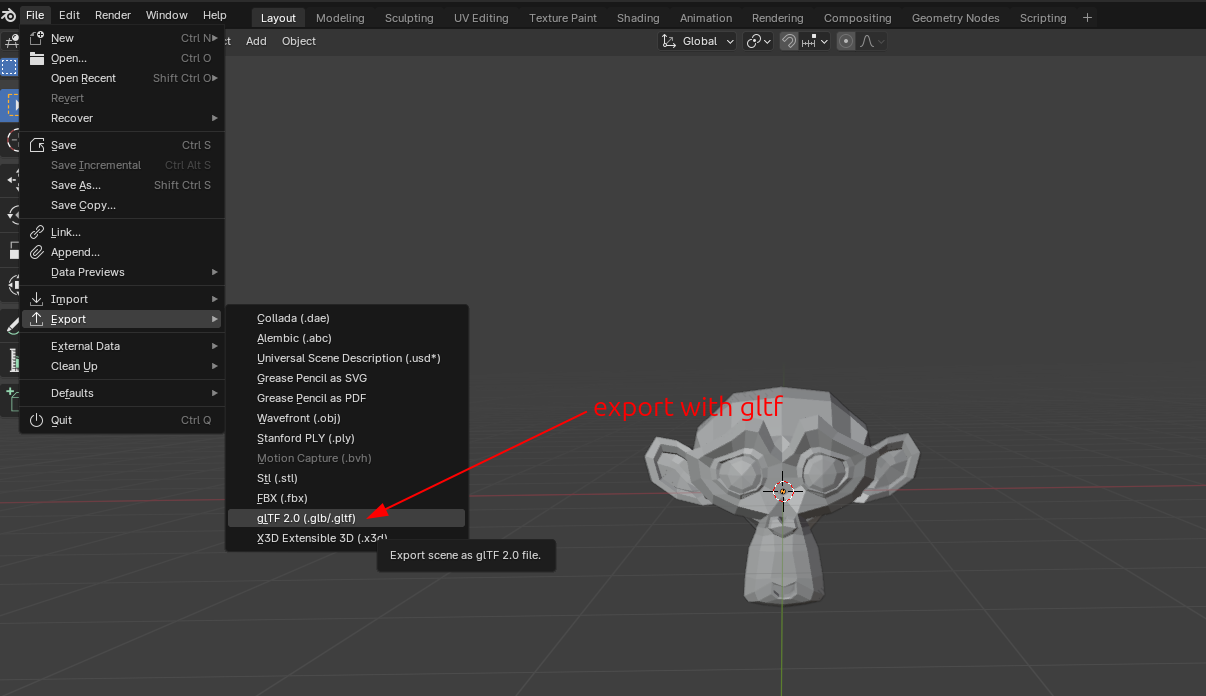 File Edit Render Window Help Layout Modeling Sculpting UV Editing Texture Paint Shading Animation Rendering Compositing Geometry Nodes Scripting +
Add Object Global
New Ctrl N
Open... Ctrl O
Open Recent Shift Ctrl O
Revert
Recover
Save Ctrl S
Save Incremental Ctrl Alt S
Save As... Shift Ctrl S
Save Copy...
Link...
Append...
Data Previews
Import
Export
External Data
Clean Up
Defaults
Quit Ctrl Q
Collada (.dae)
Alembic (.abc)
Universal Scene Description (.usd*)
Grease Pencil as SVG
Grease Pencil as PDF
Wavefront (.obj)
Stanford PLY (.ply)
Motion Capture (.bvh)
Stl (.stl)
FBX (.fbx)
glTF 2.0 (.glb/.gltf)
X3D Extensible 3D (.x3d)
Export scene as glTF 2.0 file.
export with gltf